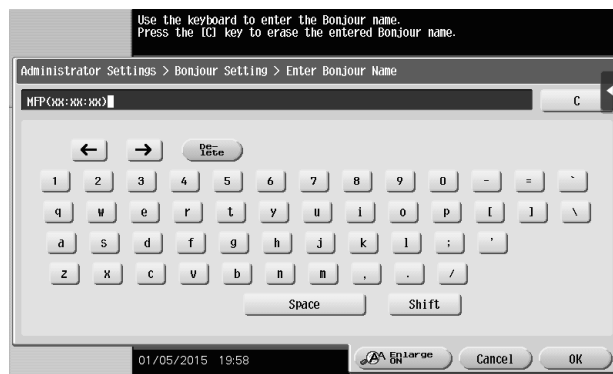 Use the keyboard to enter the Bonjour name.
Press the [C] key to erase the entered Bonjour name.
Administrator Settings > Bonjour Setting > Enter Bonjour Name
MFP(xx:xx:xx)
C
← → De-
lete
1 2 3 4 5 6 7 8 9 0 - = `
q w e r t y u i o p [ ] \
a s d f g h j k l ; '
z x c v b n m , . /
Space Shift
01/05/2015 19:58
Enlarge
ON
Cancel
OK